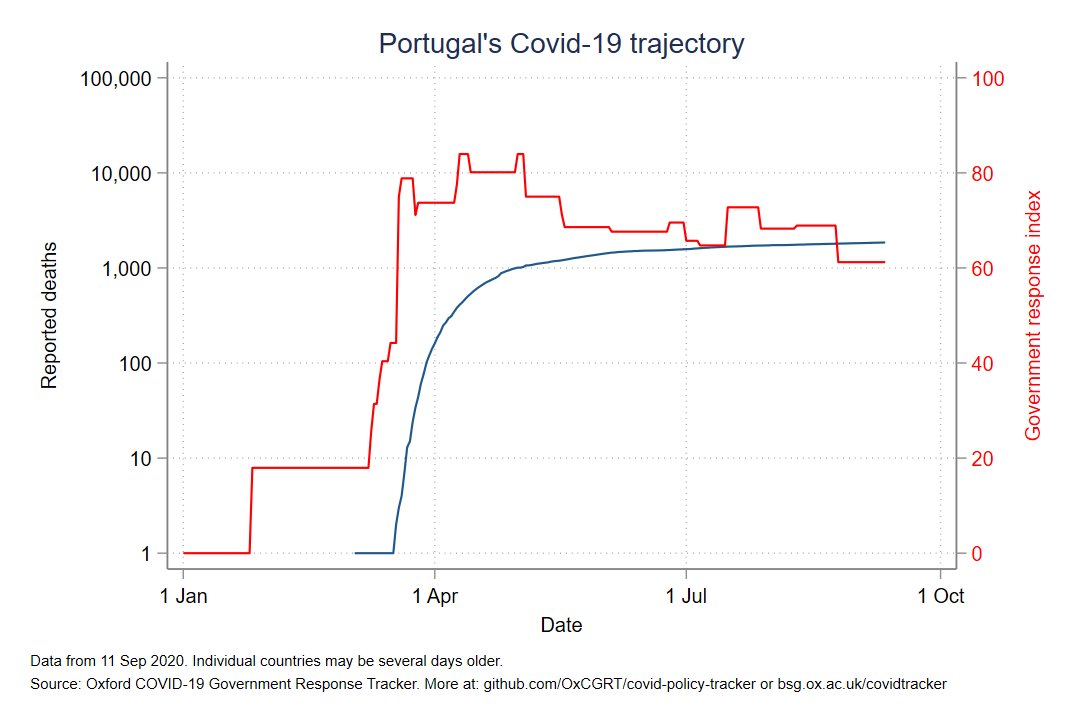 Portugal's Covid-19 trajectory
100,000
10,000
1,000
100
10
1
Reported deaths
100
80
60
40
20
0
Government response index
1 Jan
1 Apr
1 Jul
1 Oct
Date
Data from 11 Sep 2020. Individual countries may be several days older.
Source: Oxford COVID-19 Government Response Tracker. More at: github.com/OxCGRT/covid-policy-tracker or bsg.ox.ac.uk/covidtracker